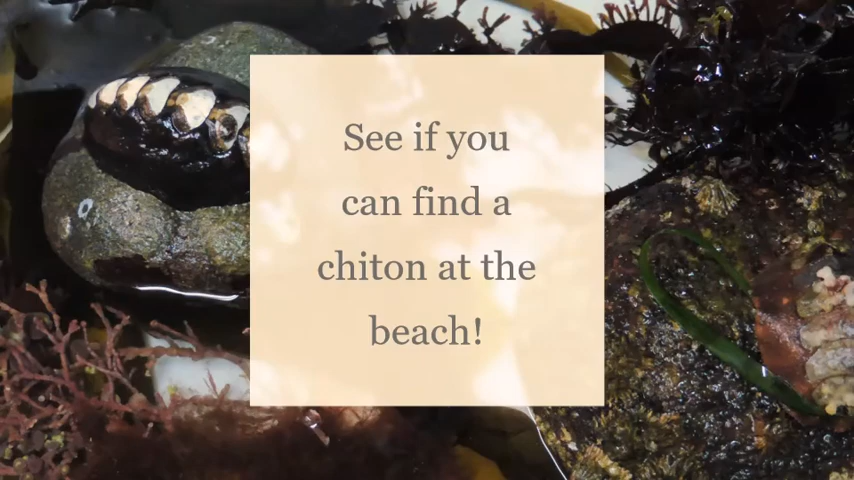 See if you
can find a
chiton at the
beach!